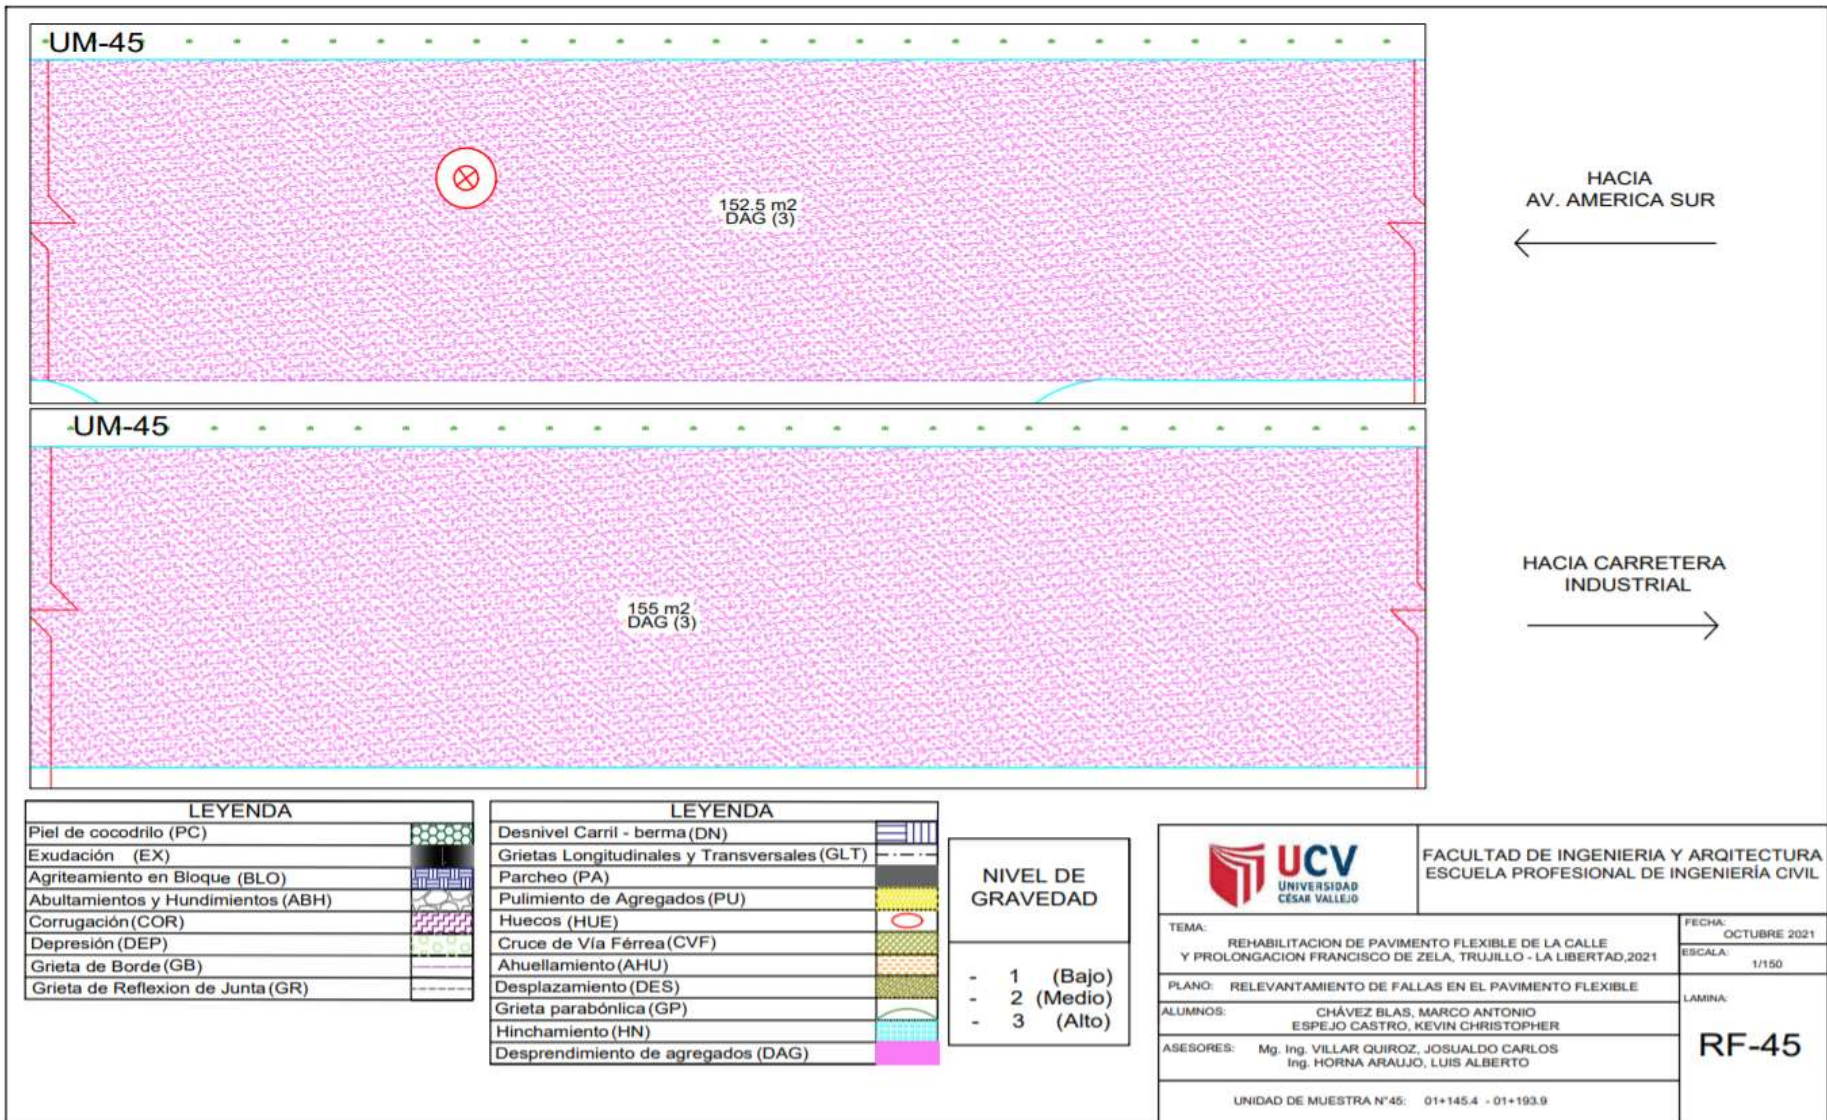 UM-45
152.5 m2
DAG (3)
HACIA
AV. AMERICA SUR
UM-45
155 m2
DAG (3)
HACIA CARRETERA
INDUSTRIAL
LEYENDA
Piel de cocodrilo (PC)
Exudación (EX)
Agriteamiento en Bloque (BLO)
Abultamientos y Hundimientos (ABH)
Corrugación (COR)
Depresión (DEP)
Grieta de Borde (GB)
Grieta de Reflexion de Junta (GR)
LEYENDA
Desnivel Carril - berma (DN)
Grietas Longitudinales y Transversales (GLT)
Parcheo (PA)
Pulimiento de Agregados (PU)
Huecos (HUE)
Cruce de Vía Férrea (CVF)
Ahuellamiento (AHU)
Desplazamiento (DES)
Grieta parabónlica (GP)
Hinchamiento (HN)
Desprendimiento de agregados (DAG)
NIVEL DE
GRAVEDAD
- 1 (Bajo)
- 2 (Medio)
- 3 (Alto)
UCV
UNIVERSIDAD
CÉSAR VALLEJO
FACULTAD DE INGENIERIA Y ARQITECTURA
ESCUELA PROFESIONAL DE INGENIERÍA CIVIL
TEMA:
REHABILITACION DE PAVIMENTO FLEXIBLE DE LA CALLE
Y PROLONGACION FRANCISCO DE ZELA, TRUJILLO - LA LIBERTAD,2021
FECHA:
OCTUBRE 2021
ESCALA:
1/150
PLANO: RELEVANTAMIENTO DE FALLAS EN EL PAVIMENTO FLEXIBLE
ALUMNOS: CHÁVEZ BLAS, MARCO ANTONIO
ESPEJO CASTRO, KEVIN CHRISTOPHER
ASESORES: Mg. Ing. VILLAR QUIROZ, JOSUALDO CARLOS
Ing. HORNA ARAUJO, LUIS ALBERTO
LAMINA:
RF-45
UNIDAD DE MUESTRA N°45: 01+145.4 - 01+193.9